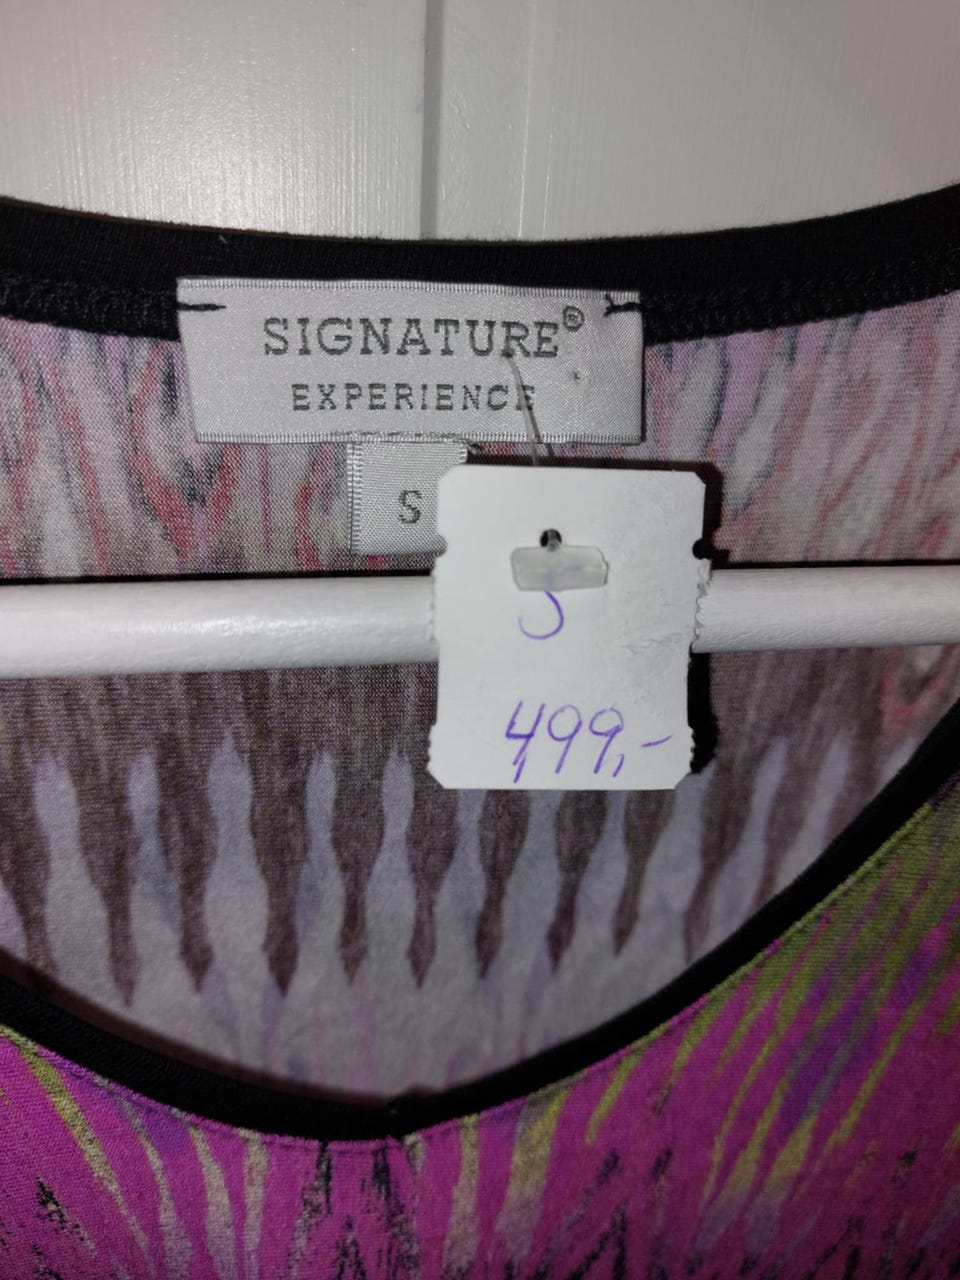 SIGNATURE®
EXPERIENCE
S
499,-